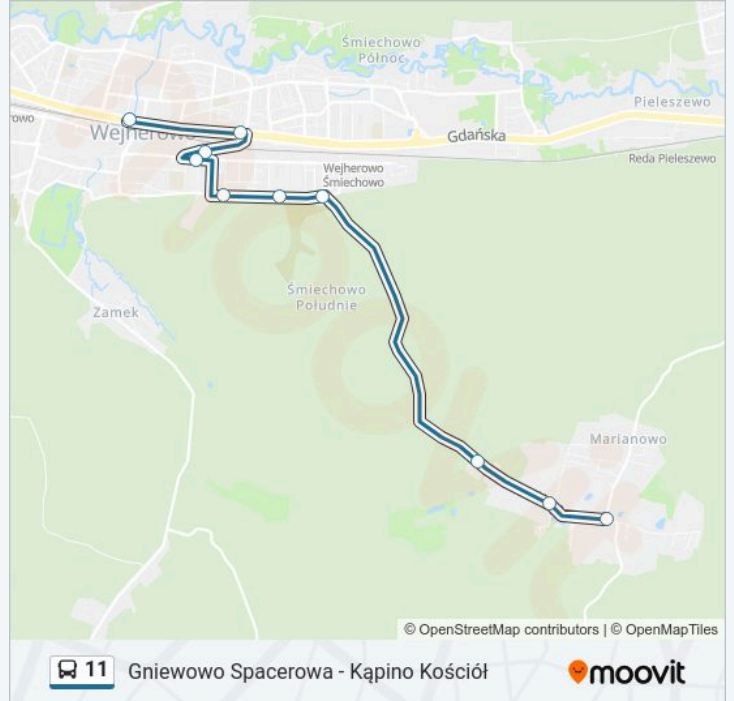 Śmiechowo
Północ
Pieleszewo
rowo
Wejherowo
Gdańska
Reda Pieleszewo
Wejherowo
Śmiechowo
Śmiechowo
Południe
Zamek
Marianowo
© OpenStreetMap contributors | © OpenMapTiles
11 Gniewowo Spacerowa - Kąpino Kościół
moovit